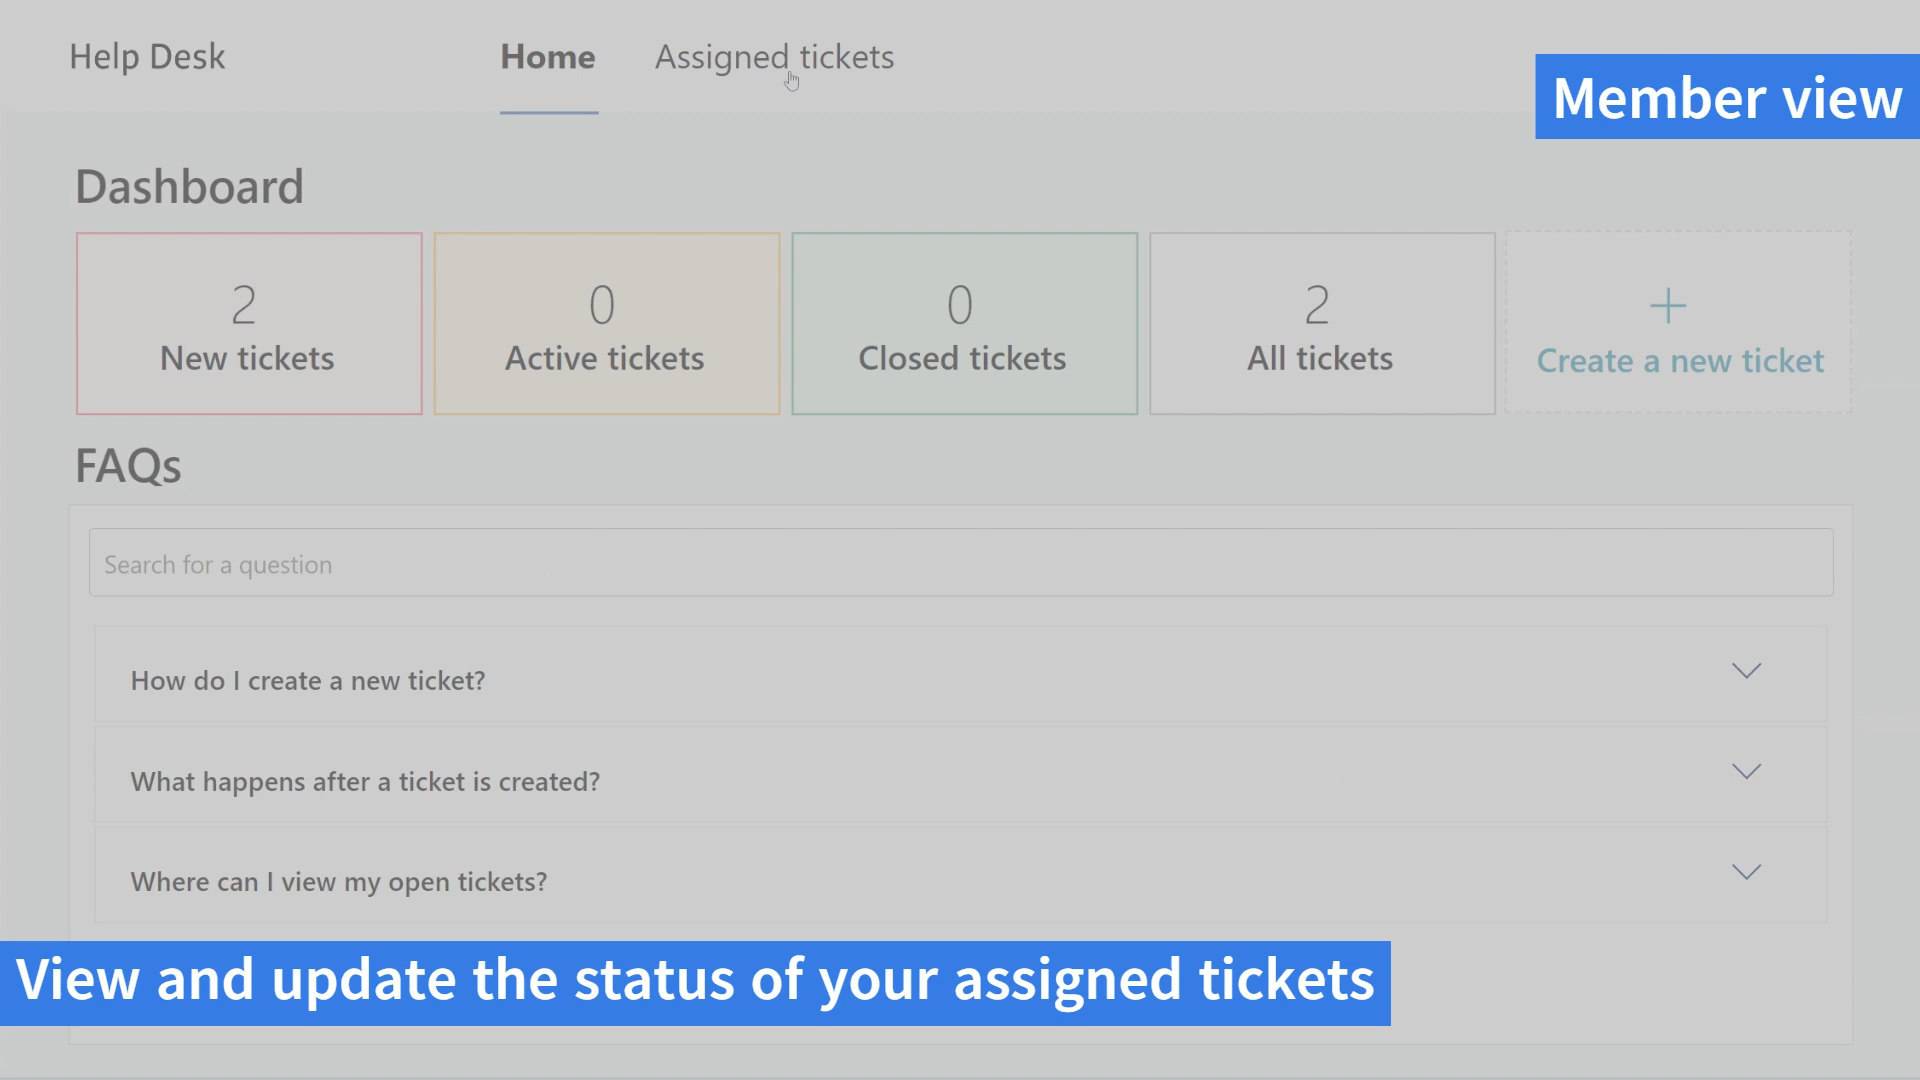 Help Desk
Home
Assigned tickets
Member view
Dashboard
2
New tickets
0
Active tickets
0
Closed tickets
2
All tickets
+
Create a new ticket
FAQs
Search for a question
How do I create a new ticket?
What happens after a ticket is created?
Where can I view my open tickets?
View and update the status of your assigned tickets